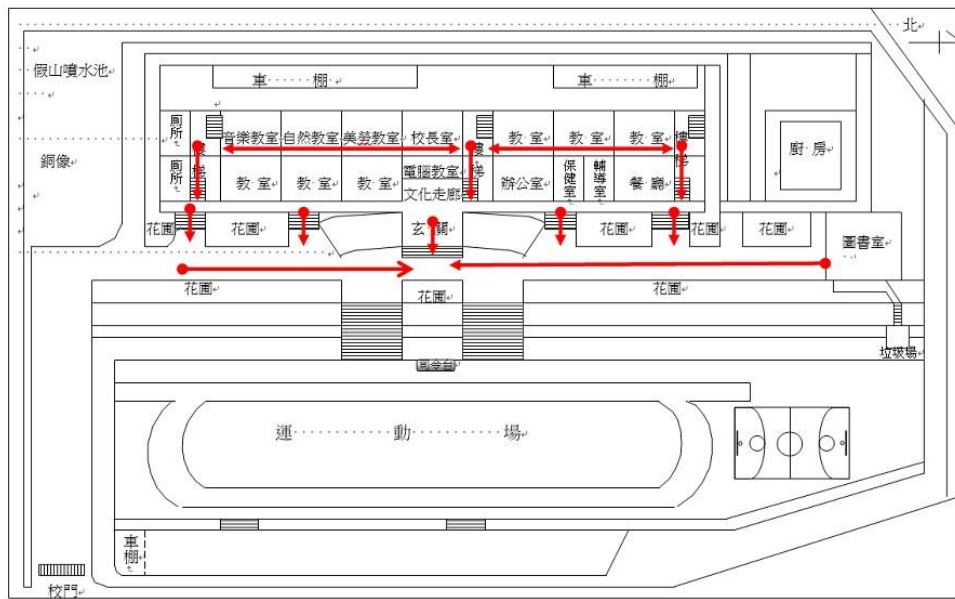 北
假山噴水池
車 棚
車 棚
廁所
音樂教室
自然教室
美勞教室
校長室
樓梯
教 室
教 室
教 室
樓梯
廚 房
銅像
廁所
樓梯
教 室
教 室
教 室
電腦教室
文化走廊
辦公室
保健室
輔導室
餐 廳
花圃
花圃
玄 關
花圃
花圃
花圃
圖書室
花圃
花圃
花圃
垃圾場
司令台
運 動 場
車棚
校門